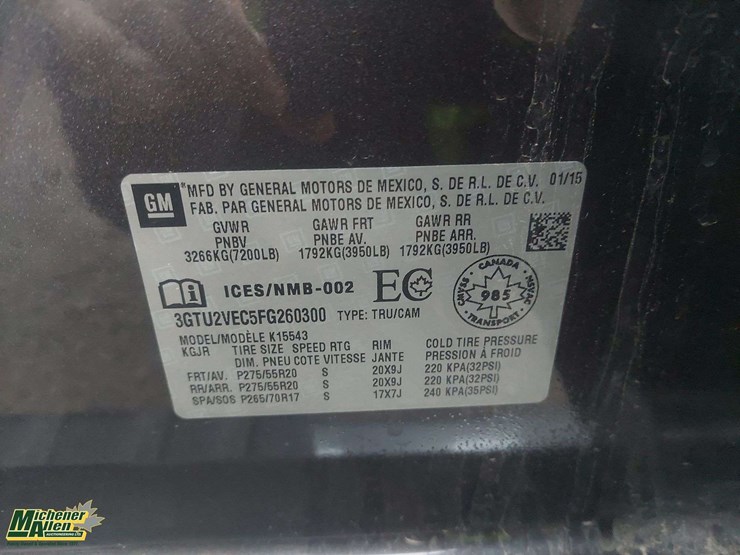 GM
MFD BY GENERAL MOTORS DE MEXICO, S. DE R.L. DE C.V. 01/15
FAB. PAR GENERAL MOTORS DE MEXICO, S. DE R.L. DE C.V.
GVWR GAWR FRT GAWR RR
PNBV PNBE AV. PNBE ARR.
3266KG(7200LB) 1792KG(3950LB) 1792KG(3950LB)
ICES/NMB-002 EC
CANADA
985
TRANSPORT
3GTU2VEC5FG260300 TYPE: TRU/CAM
MODEL/MODÈLE K15543
KGJR TIRE SIZE SPEED RTG RIM COLD TIRE PRESSURE
DIM. PNEU COTE VITESSE JANTE PRESSION À FROID
FRT/AV. P275/55R20 S 20X9J 220 KPA(32PSI)
RR/ARR. P275/55R20 S 20X9J 220 KPA(32PSI)
SPA/SOS P265/70R17 S 17X7J 240 KPA(35PSI)
Michener
Allen
AUCTIONEERING LTD.